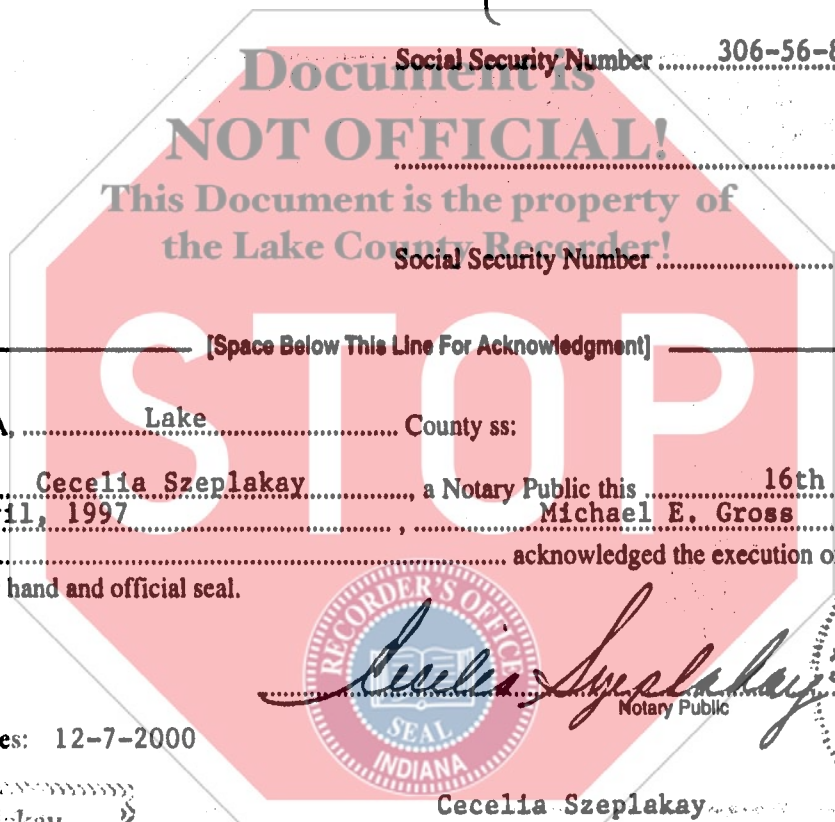 Document is
Social Security Number 306-56-8
NOT OFFICIAL!
This Document is the property of
the Lake County Recorder!
Social Security Number
[Space Below This Line For Acknowledgment]
A, Lake County ss:
Cecelia Szeplakay, a Notary Public this 16th
il, 1997, Michael E. Gross
acknowledged the execution o
hand and official seal.
STOP
RECORDER'S OFFICE
SEAL
INDIANA
Cecelia Szeplakay
Notary Public
es: 12-7-2000
Cecelia Szeplakay
akay